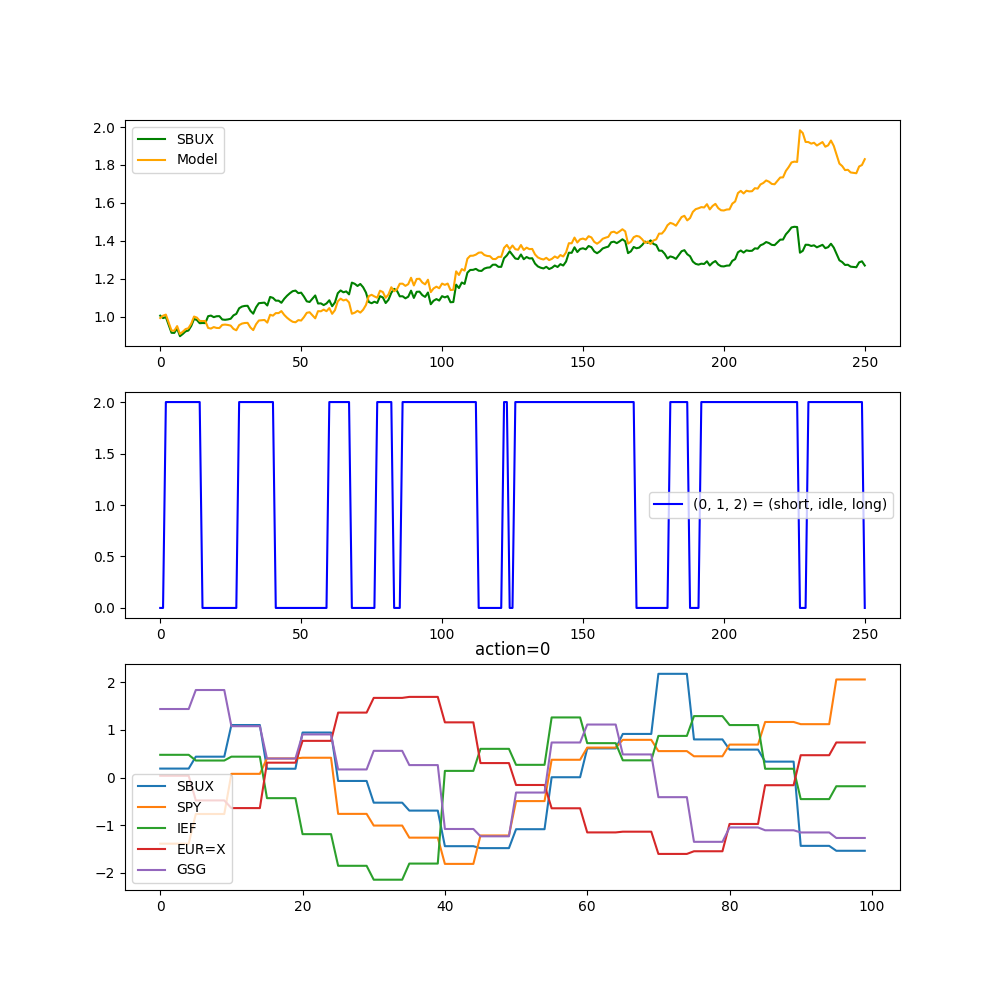 2.0
1.8
1.6
1.4
1.2
1.0
SBUX
Model
0 50 100 150 200 250
2.0
1.5
1.0
0.5
0.0
(0, 1, 2) = (short, idle, long)
0 50 100 150 200 250
action=0
2
1
0
−1
−2
SBUX
SPY
IEF
EUR=X
GSG
0 20 40 60 80 100